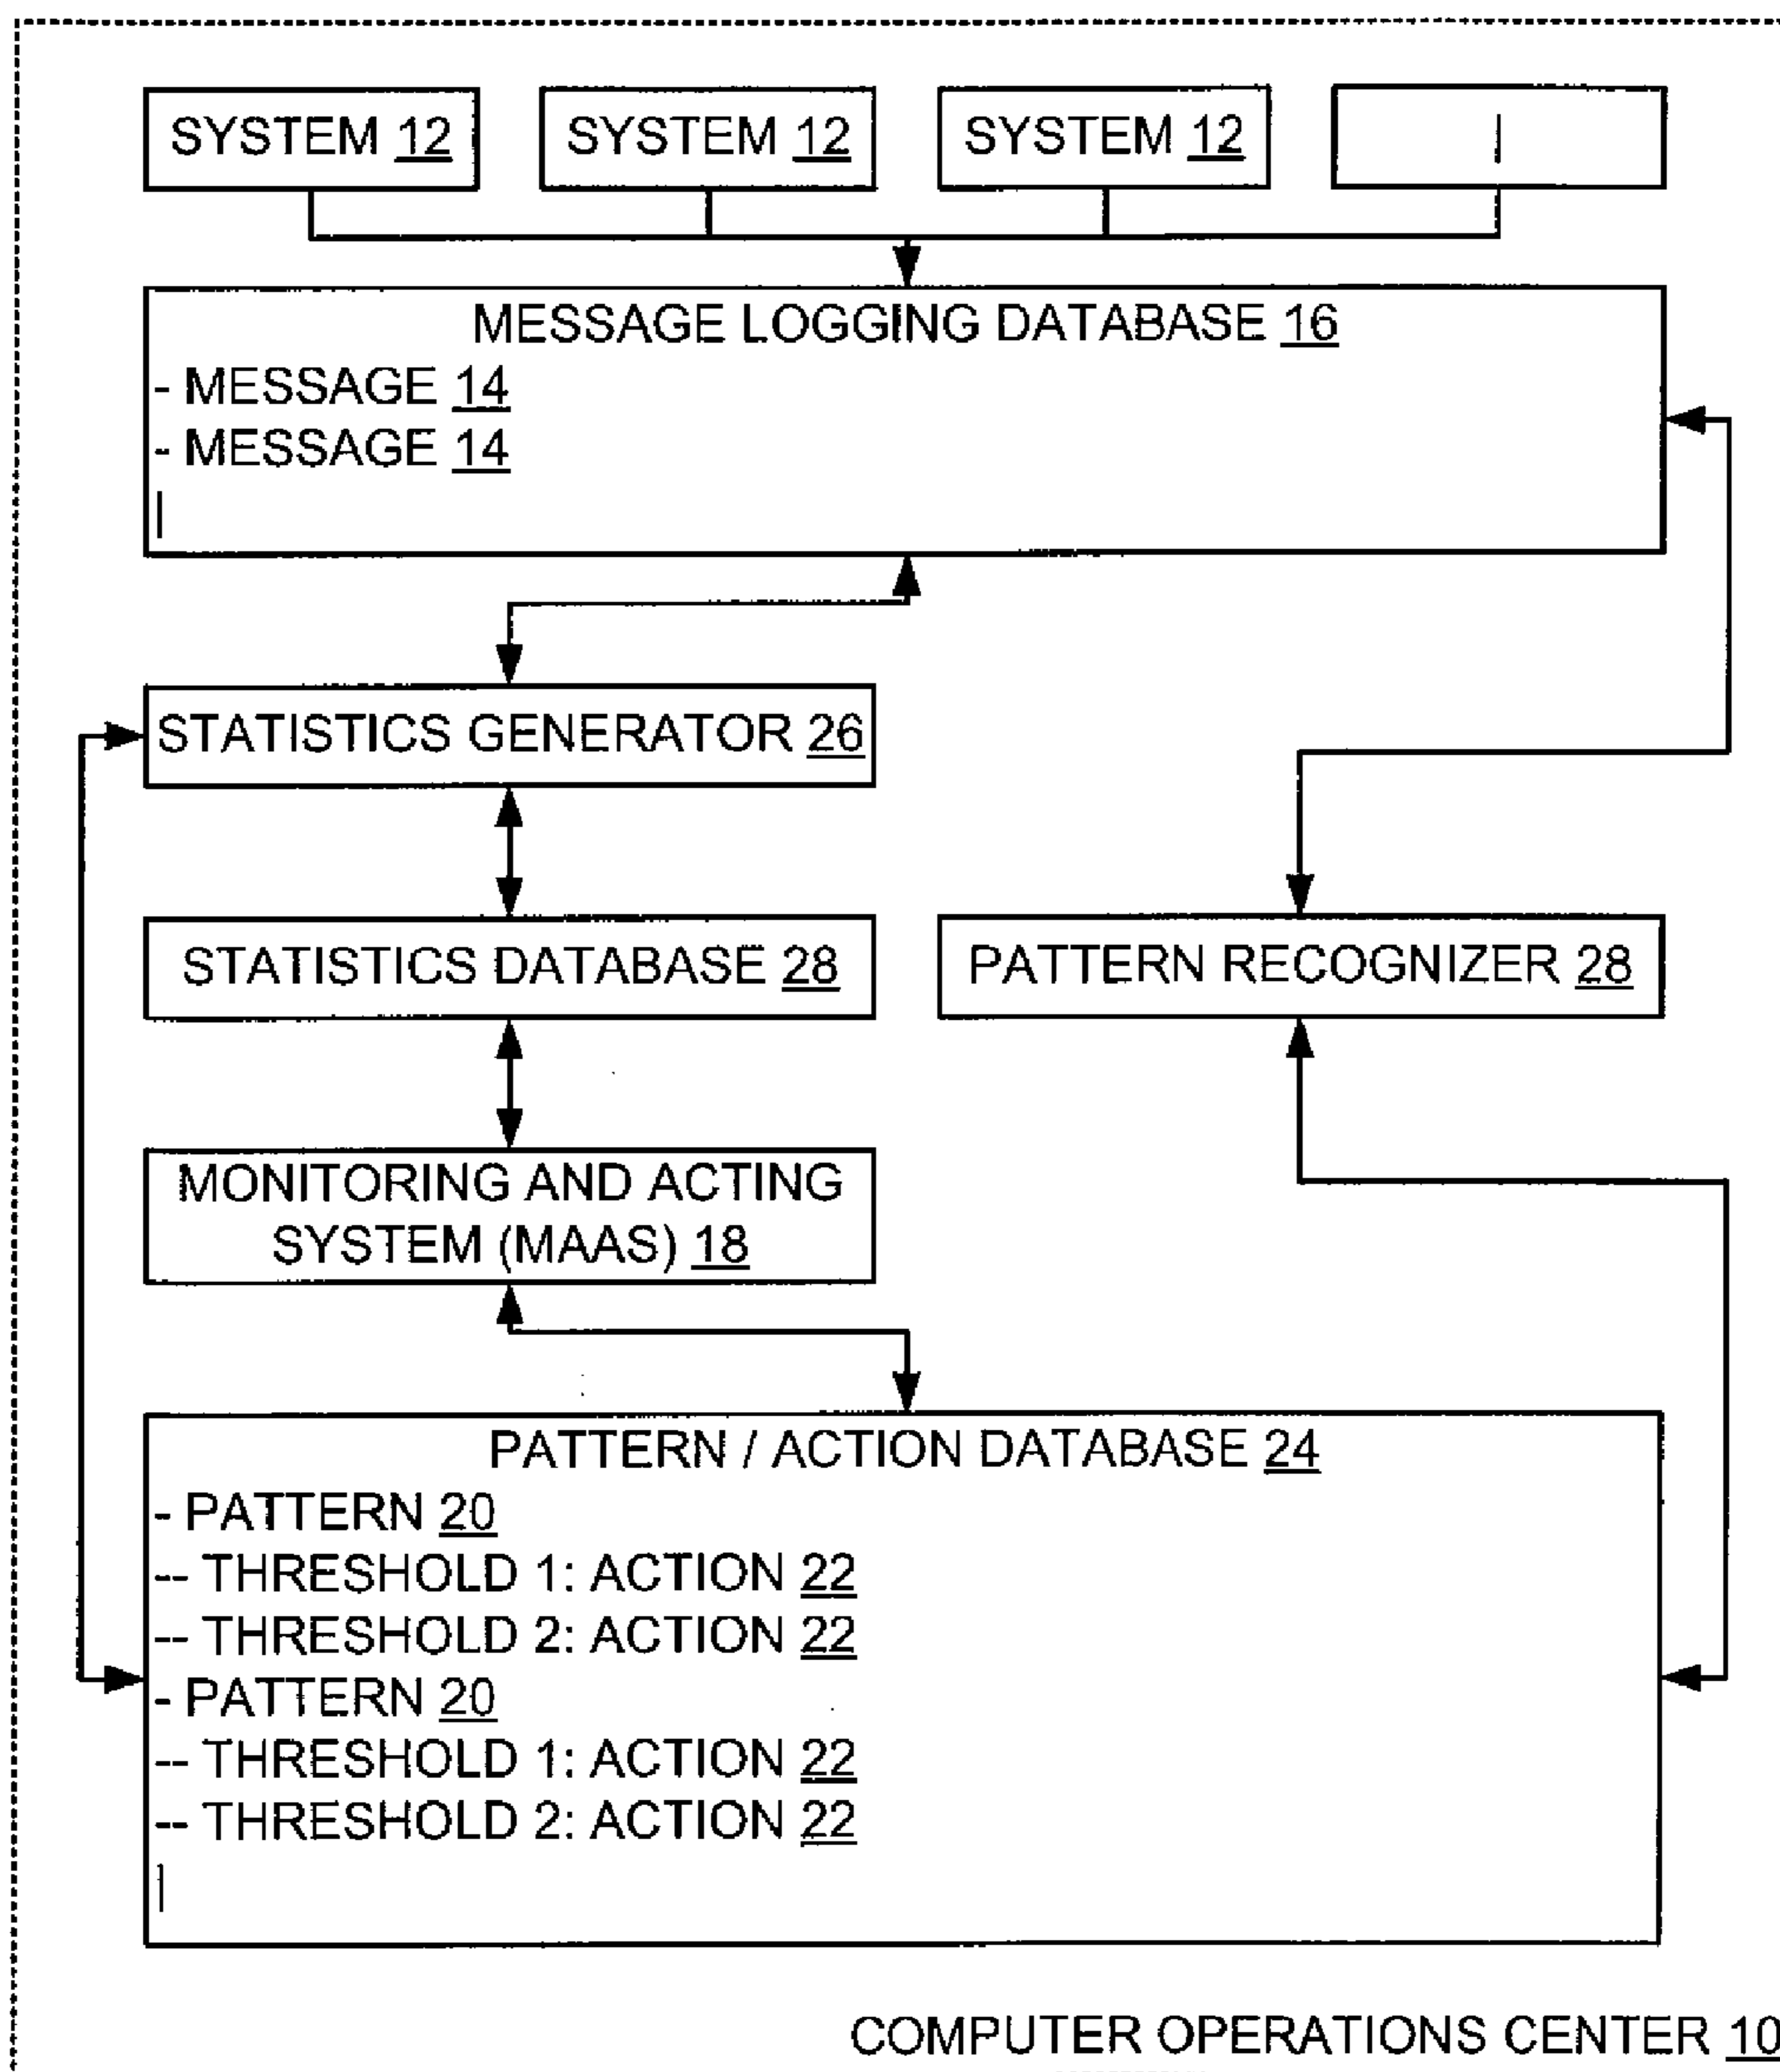 SYSTEM 12
SYSTEM 12
SYSTEM 12
MESSAGE LOGGING DATABASE 16
- MESSAGE 14
- MESSAGE 14
STATISTICS GENERATOR 26
STATISTICS DATABASE 28
PATTERN RECOGNIZER 28
MONITORING AND ACTING
SYSTEM (MAAS) 18
PATTERN / ACTION DATABASE 24
- PATTERN 20
-- THRESHOLD 1: ACTION 22
-- THRESHOLD 2: ACTION 22
- PATTERN 20
-- THRESHOLD 1: ACTION 22
-- THRESHOLD 2: ACTION 22
COMPUTER OPERATIONS CENTER 10